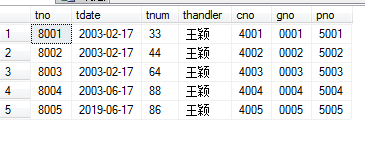 tno tdate tnum thandler cno gno pno
1 8001 2003-02-17 33 王颖 4001 0001 5001
2 8002 2003-02-17 44 王颖 4002 0002 5002
3 8003 2003-02-17 64 王颖 4003 0003 5003
4 8004 2003-06-17 88 王颖 4004 0004 5004
5 8005 2019-06-17 86 王颖 4005 0005 5005